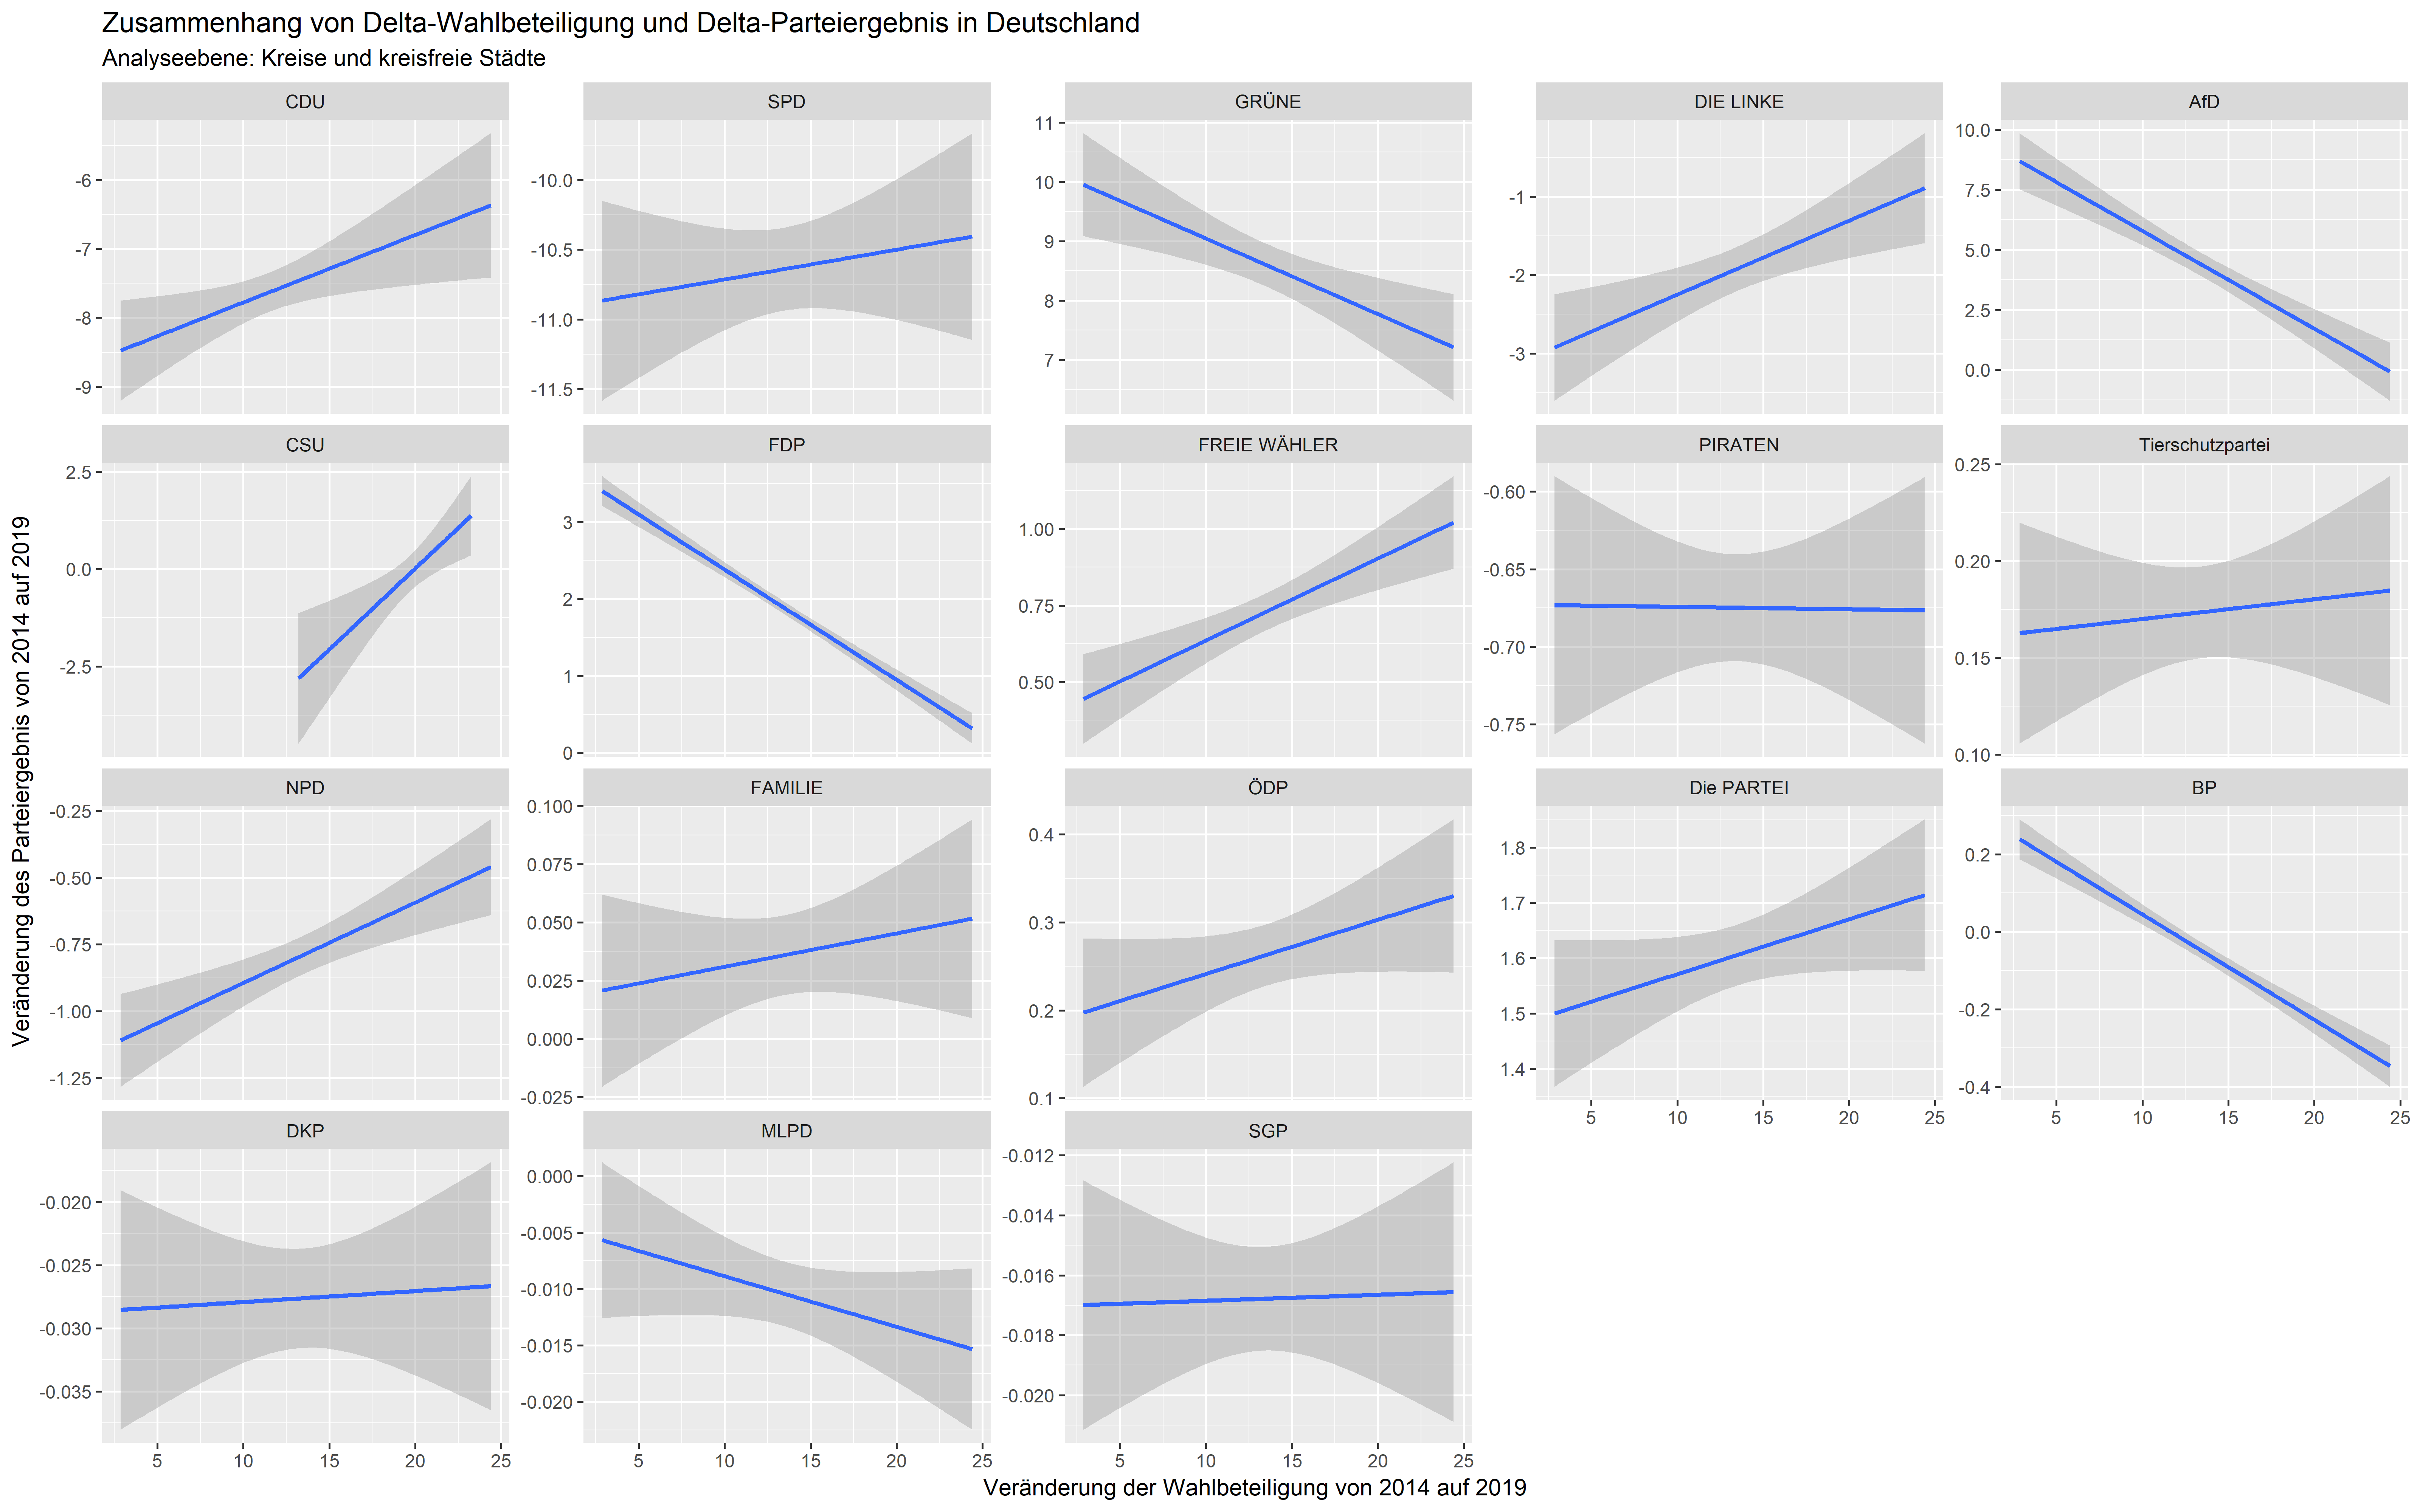 Zusammenhang von Delta-Wahlbeteiligung und Delta-Parteiergebnis in Deutschland
Analyseebene: Kreise und kreisfreie Städte
Veränderung des Parteiergebnis von 2014 auf 2019
CDU
-6
-7
-8
-9
SPD
-10.0
-10.5
-11.0
-11.5
GRÜNE
11
10
9
8
7
DIE LINKE
-1
-2
-3
AfD
10.0
7.5
5.0
2.5
0.0
CSU
2.5
0.0
-2.5
FDP
3
2
1
0
FREIE WÄHLER
1.00
0.75
0.50
PIRATEN
-0.60
-0.65
-0.70
-0.75
Tierschutzpartei
0.25
0.20
0.15
0.10
NPD
-0.25
-0.50
-0.75
-1.00
-1.25
FAMILIE
0.100
0.075
0.050
0.025
0.000
-0.025
ÖDP
0.4
0.3
0.2
0.1
Die PARTEI
1.8
1.7
1.6
1.5
1.4
5 10 15 20 25
BP
0.2
0.0
-0.2
-0.4
5 10 15 20 25
DKP
-0.020
-0.025
-0.030
-0.035
5 10 15 20 25
MLPD
0.000
-0.005
-0.010
-0.015
-0.020
5 10 15 20 25
SGP
-0.012
-0.014
-0.016
-0.018
-0.020
5 10 15 20 25
Veränderung der Wahlbeteiligung von 2014 auf 2019